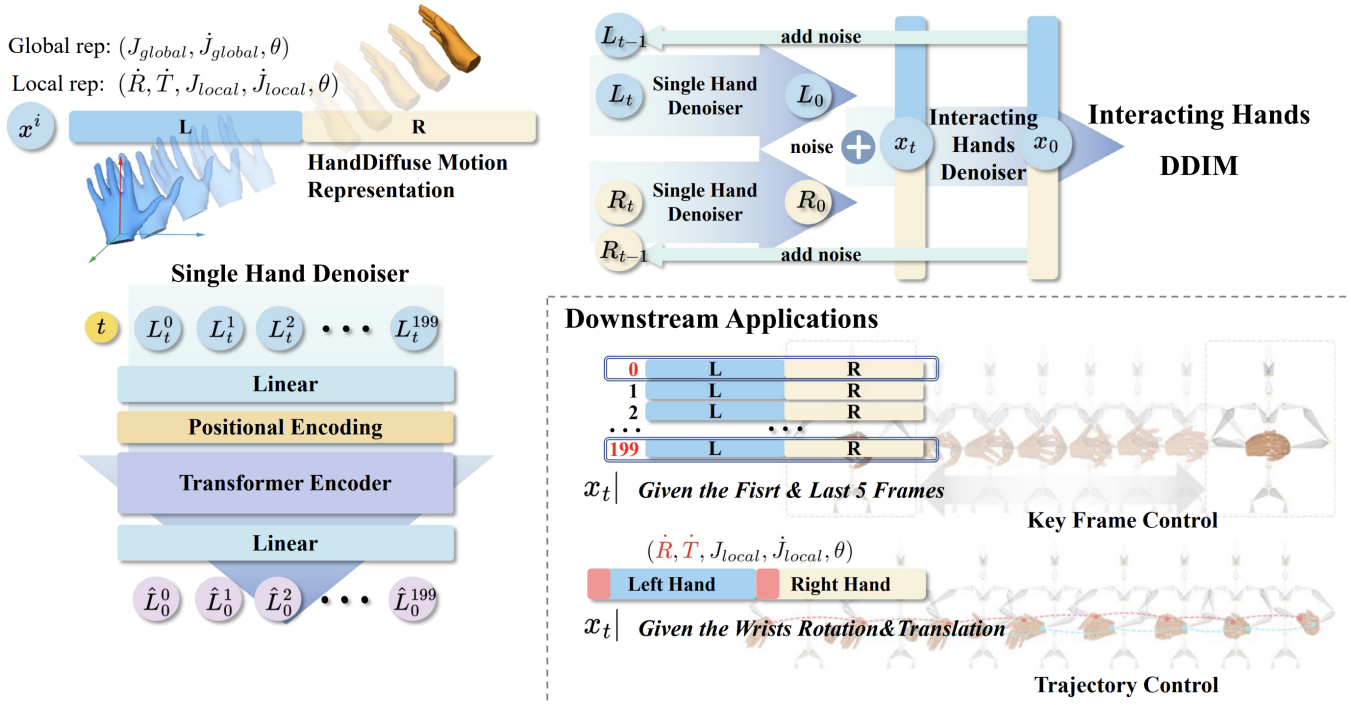 Global rep: $(J_{global}, \dot{J}_{global}, \theta)$
Local rep: $(\dot{R}, \dot{T}, J_{local}, \dot{J}_{local}, \theta)$
$x^i$ L R
HandDiffuse Motion
Representation
Single Hand Denoiser
$t$ $L_t^0$ $L_t^1$ $L_t^2$ • • • $L_t^{199}$
Linear
Positional Encoding
Transformer Encoder
Linear
$\hat{L}_0^0$ $\hat{L}_0^1$ $\hat{L}_0^2$ • • • $\hat{L}_0^{199}$
$L_{t-1}$ add noise
$L_t$ Single Hand
Denoiser $L_0$
noise + $x_t$ Interacting
Hands
Denoiser $x_0$
$R_t$ Single Hand
Denoiser $R_0$
$R_{t-1}$ add noise
Interacting Hands
DDIM
Downstream Applications
0 L R
1 L R
2 L R
• • • • • •
199 L R
$x_t|$ Given the Fisrt & Last 5 Frames
Key Frame Control
$(\dot{R}, \dot{T}, J_{local}, \dot{J}_{local}, \theta)$
Left Hand Right Hand
$x_t|$ Given the Wrists Rotation&Translation
Trajectory Control